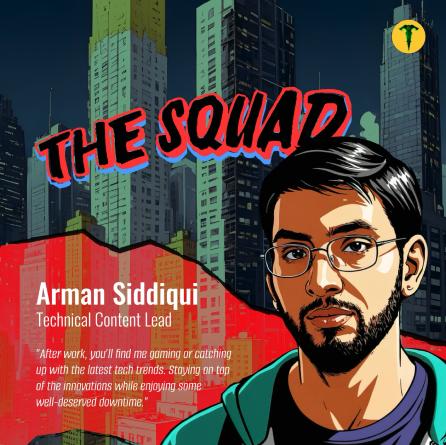 THE SQUAD
Arman Siddiqui
Technical Content Lead
"After work, you'll find me gaming or catching
up with the latest tech trends. Staying on top
of the innovations while enjoying some
well-deserved downtime."